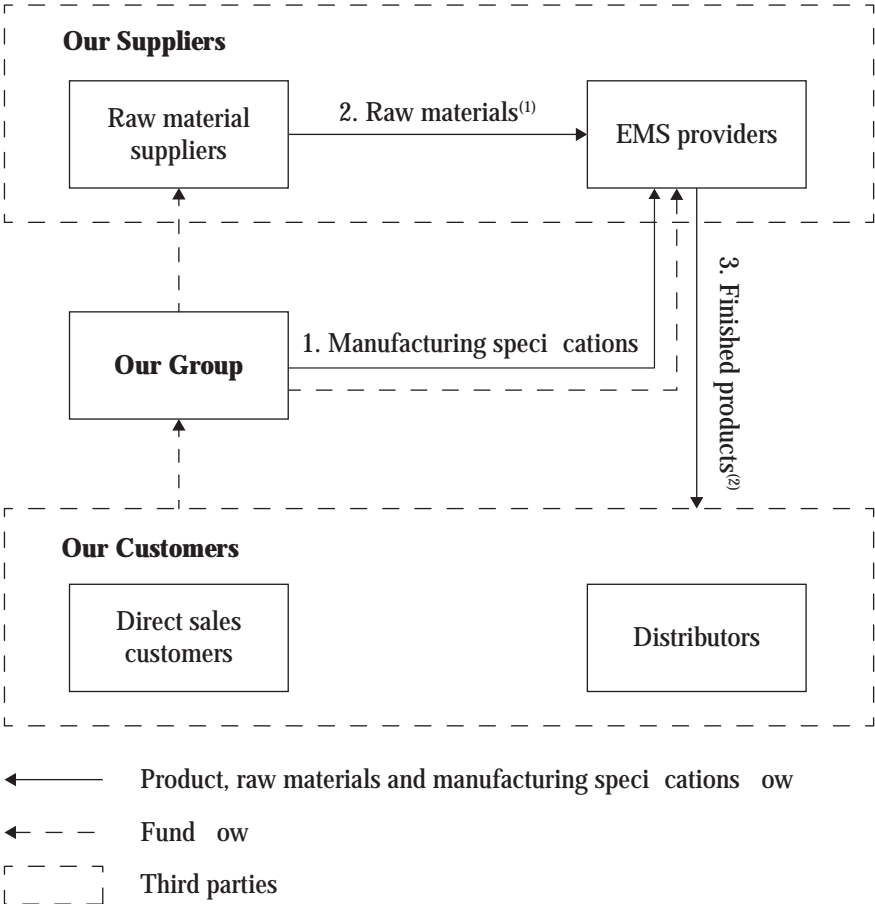 Our Suppliers
Raw material
suppliers
2. Raw materials(1)
EMS providers
Our Group
1. Manufacturing speci cations
3. Finished products(2)
Our Customers
Direct sales
customers
Distributors
Product, raw materials and manufacturing speci cations ow
Fund ow
Third parties